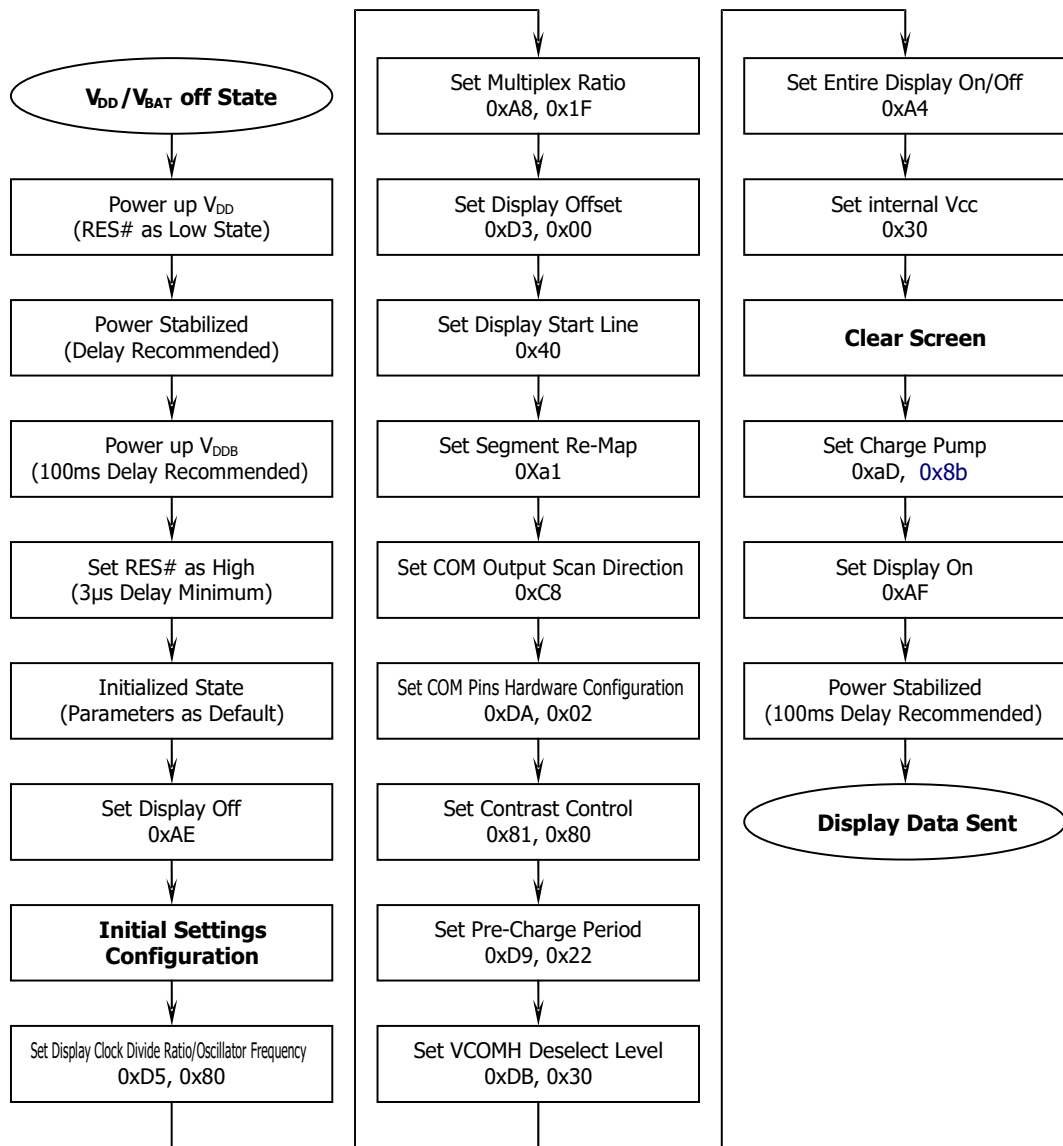 V_DD/V_BAT off State
Power up V_DD
(RES# as Low State)
Power Stabilized
(Delay Recommended)
Power up V_DDB
(100ms Delay Recommended)
Set RES# as High
(3µs Delay Minimum)
Initialized State
(Parameters as Default)
Set Display Off
0xAE
Initial Settings
Configuration
Set Display Clock Divide Ratio/Oscillator Frequency
0xD5, 0x80
Set Multiplex Ratio
0xA8, 0x1F
Set Display Offset
0xD3, 0x00
Set Display Start Line
0x40
Set Segment Re-Map
0Xa1
Set COM Output Scan Direction
0xC8
Set COM Pins Hardware Configuration
0xDA, 0x02
Set Contrast Control
0x81, 0x80
Set Pre-Charge Period
0xD9, 0x22
Set VCOMH Deselect Level
0xDB, 0x30
Set Entire Display On/Off
0xA4
Set internal Vcc
0x30
Clear Screen
Set Charge Pump
0xaD, 0x8b
Set Display On
0xAF
Power Stabilized
(100ms Delay Recommended)
Display Data Sent